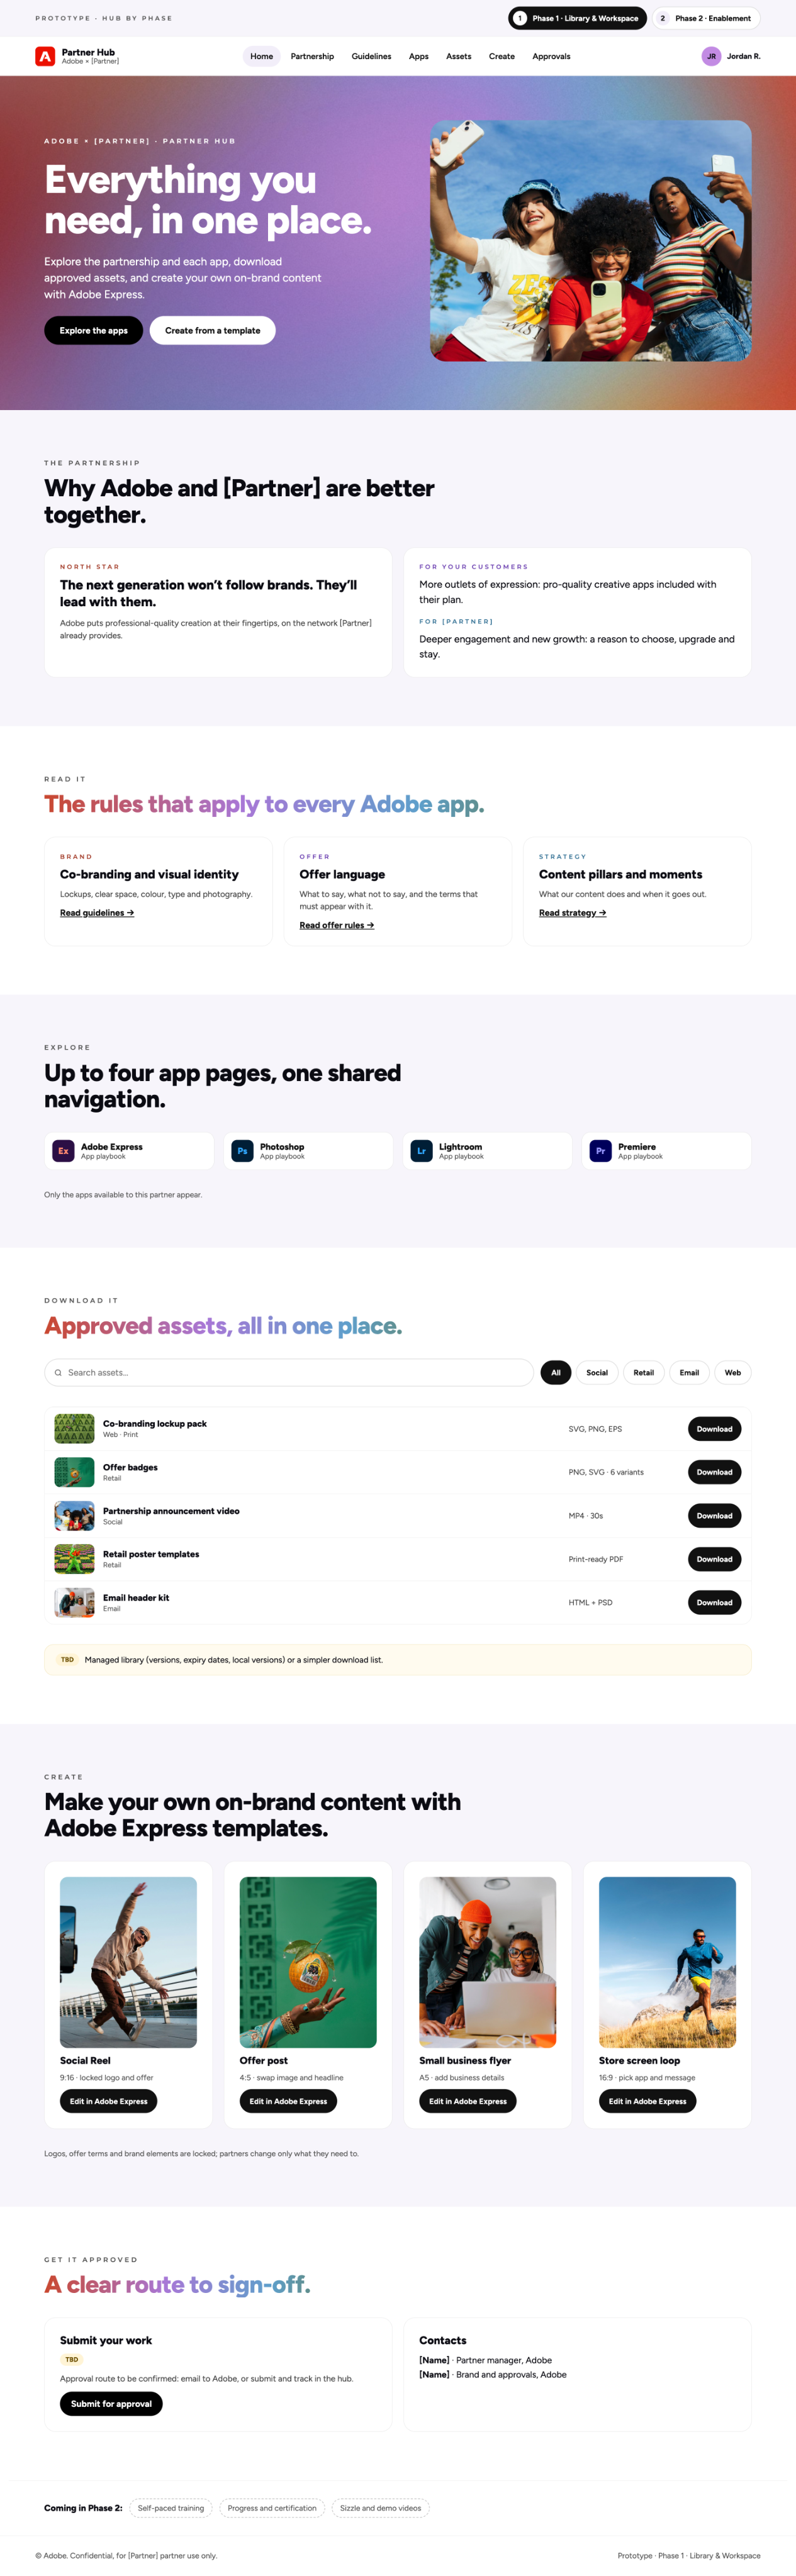 PROTOTYPE · HUB BY PHASE
1 Phase 1 · Library & Workspace
2 Phase 2 · Enablement
Partner Hub
Adobe × [Partner]
Home
Partnership
Guidelines
Apps
Assets
Create
Approvals
JR
Jordan R.
ADOBE × [PARTNER] · PARTNER HUB
Everything you
need, in one place.
Explore the partnership and each app, download
approved assets, and create your own on-brand content
with Adobe Express.
Explore the apps
Create from a template
THE PARTNERSHIP
Why Adobe and [Partner] are better
together.
NORTH STAR
The next generation won’t follow brands. They’ll
lead with them.
Adobe puts professional-quality creation at their fingertips, on the network [Partner]
already provides.
FOR YOUR CUSTOMERS
More outlets of expression: pro-quality creative apps included with
their plan.
FOR [PARTNER]
Deeper engagement and new growth: a reason to choose, upgrade and
stay.
READ IT
The rules that apply to every Adobe app.
BRAND
Co-branding and visual identity
Lockups, clear space, colour, type and photography.
Read guidelines →
OFFER
Offer language
What to say, what not to say, and the terms that
must appear with it.
Read offer rules →
STRATEGY
Content pillars and moments
What our content does and when it goes out.
Read strategy →
EXPLORE
Up to four app pages, one shared
navigation.
Ex
Adobe Express
App playbook
Ps
Photoshop
App playbook
Lr
Lightroom
App playbook
Pr
Premiere
App playbook
Only the apps available to this partner appear.
DOWNLOAD IT
Approved assets, all in one place.
Search assets...
All
Social
Retail
Email
Web
Co-branding lockup pack
Web · Print
SVG, PNG, EPS
Download
Offer badges
Retail
PNG, SVG · 6 variants
Download
Partnership announcement video
Social
MP4 · 30s
Download
Retail poster templates
Retail
Print-ready PDF
Download
Email header kit
Email
HTML + PSD
Download
TBD Managed library (versions, expiry dates, local versions) or a simpler download list.
CREATE
Make your own on-brand content with
Adobe Express templates.
Social Reel
9:16 · locked logo and offer
Edit in Adobe Express
Offer post
4:5 · swap image and headline
Edit in Adobe Express
Small business flyer
A5 · add business details
Edit in Adobe Express
Store screen loop
16:9 · pick app and message
Edit in Adobe Express
Logos, offer terms and brand elements are locked; partners change only what they need to.
GET IT APPROVED
A clear route to sign-off.
Submit your work
TBD
Approval route to be confirmed: email to Adobe, or submit and track in the hub.
Submit for approval
Contacts
[Name] · Partner manager, Adobe
[Name] · Brand and approvals, Adobe
Coming in Phase 2:
Self-paced training
Progress and certification
Sizzle and demo videos
© Adobe. Confidential, for [Partner] partner use only.
Prototype · Phase 1 · Library & Workspace